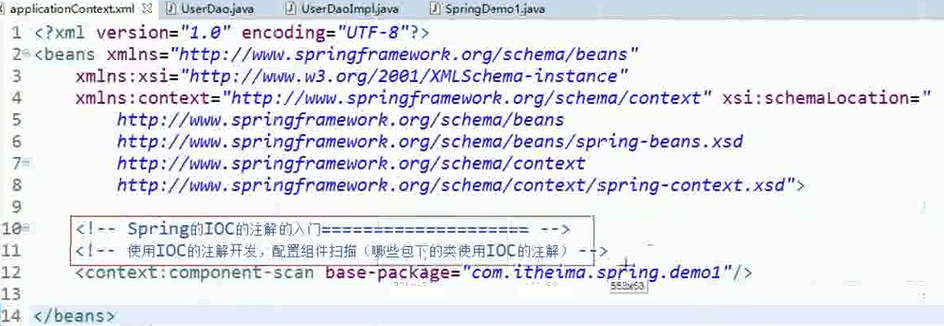 applicationContext.xml UserDao.java UserDaoImpl.java SpringDemo1.java
1 <?xml version="1.0" encoding="UTF-8"?>
2 <beans xmlns="http://www.springframework.org/schema/beans"
3 xmlns:xsi="http://www.w3.org/2001/XMLSchema-instance"
4 xmlns:context="http://www.springframework.org/schema/context" xsi:schemaLocation="
5 http://www.springframework.org/schema/beans
6 http://www.springframework.org/schema/beans/spring-beans.xsd
7 http://www.springframework.org/schema/context
8 http://www.springframework.org/schema/context/spring-context.xsd">
9
10 <!-- Spring的IOC的注解的入门==================== -->
11 <!-- 使用IOC的注解开发，配置组件扫描（哪些包下的类使用IOC的注解） -->
12 <context:component-scan base-package="com.itheima.spring.demo1"/>
13
14 </beans>